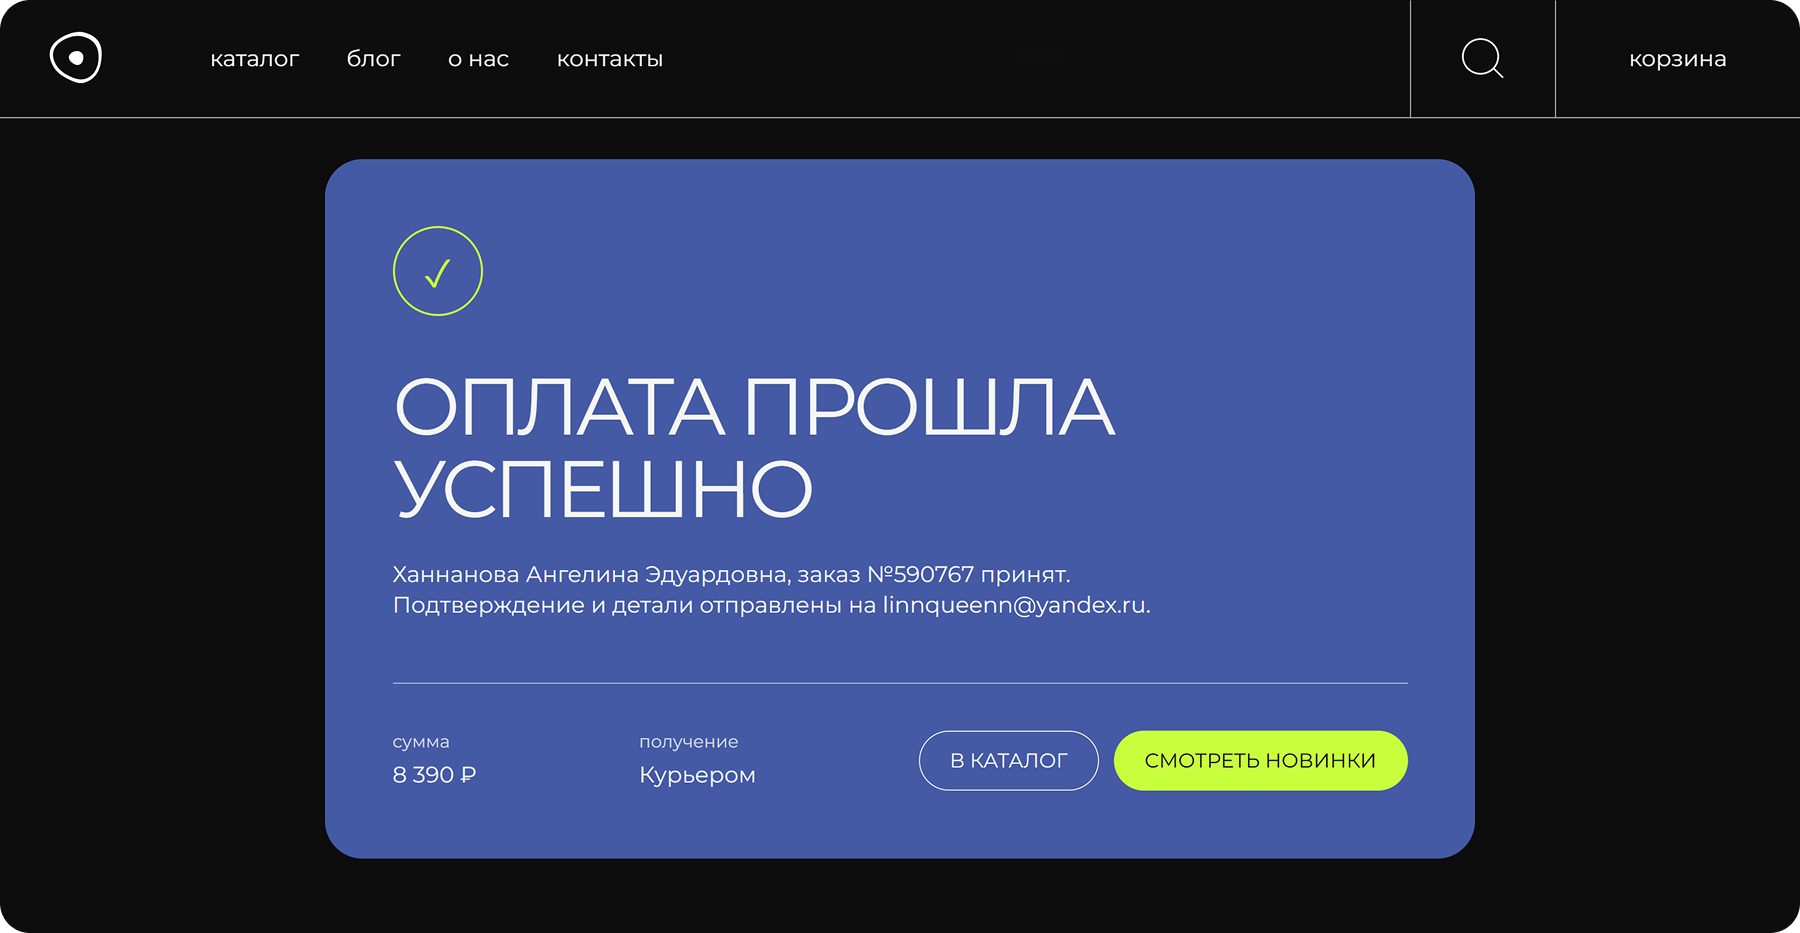 каталог блог о нас контакты корзина
✓
ОПЛАТА ПРОШЛА
УСПЕШНО
Ханнанова Ангелина Эдуардовна, заказ №590767 принят.
Подтверждение и детали отправлены на linnqueenn@yandex.ru.
сумма получение
8 390 ₽ Курьером
В КАТАЛОГ СМОТРЕТЬ НОВИНКИ